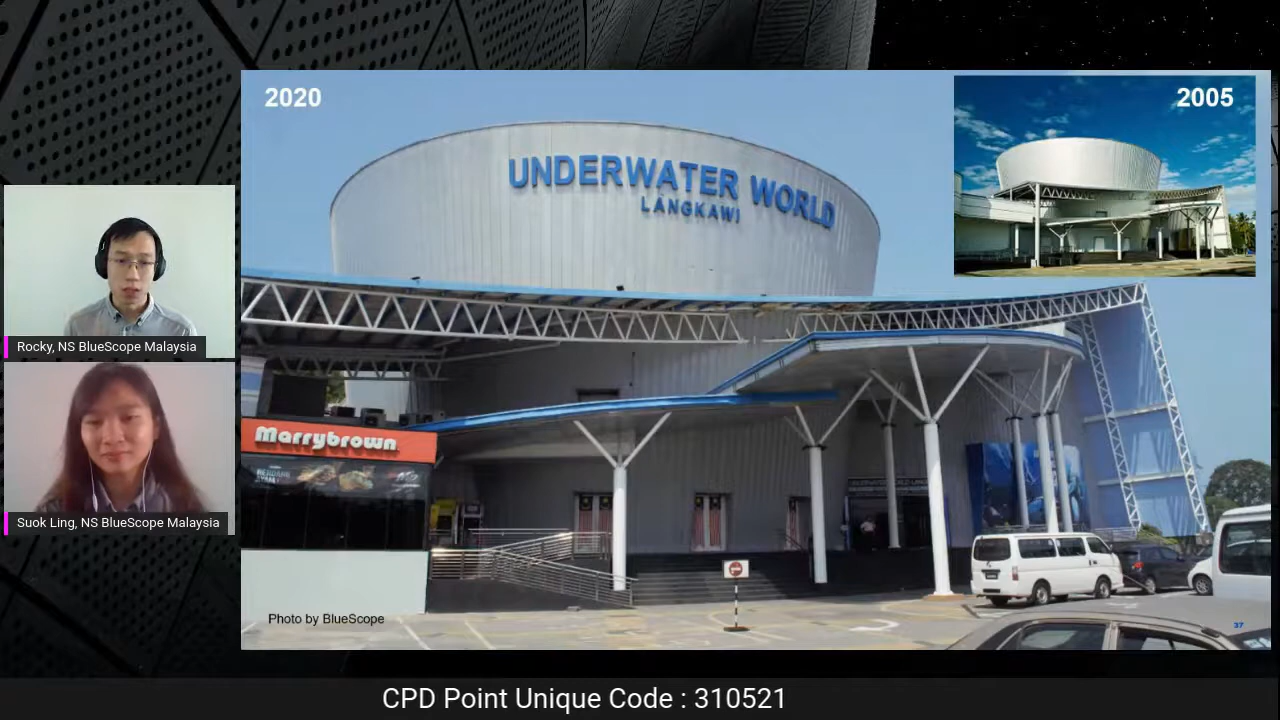 2020
2005
UNDERWATER WORLD
LANGKAWI
Marrybrown
Rocky, NS BlueScope Malaysia
Suok Ling, NS BlueScope Malaysia
Photo by BlueScope
37
CPD Point Unique Code : 310521